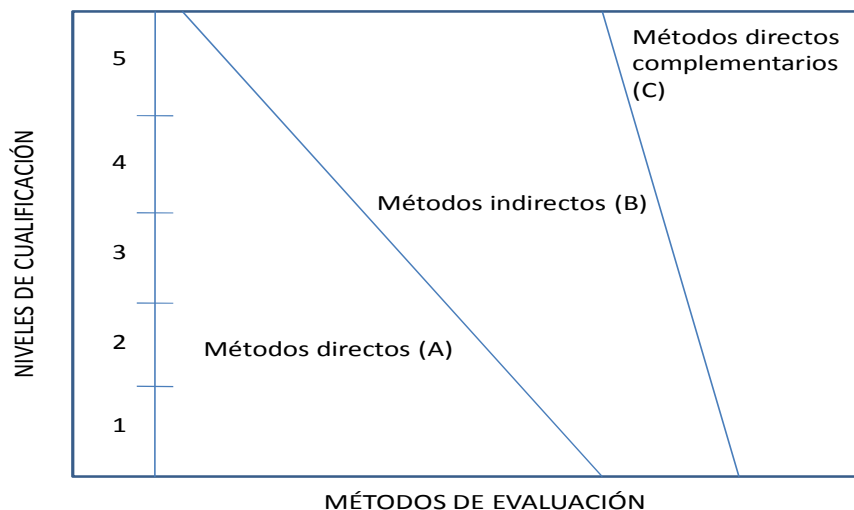 NIVELES DE CUALIFICACIÓN
5
4
3
2
1
Métodos directos
complementarios
(C)
Métodos indirectos (B)
Métodos directos (A)
MÉTODOS DE EVALUACIÓN